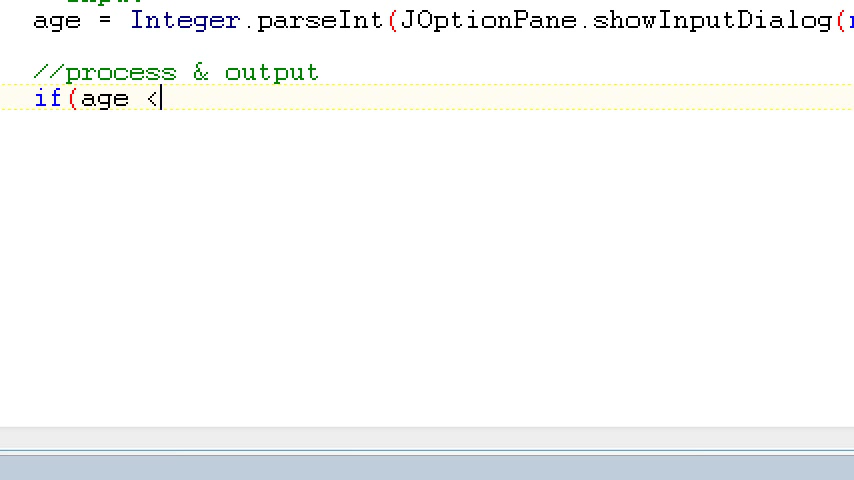 age = Integer.parseInt(JOptionPane.showInputDialog(
//process & output
if(age <